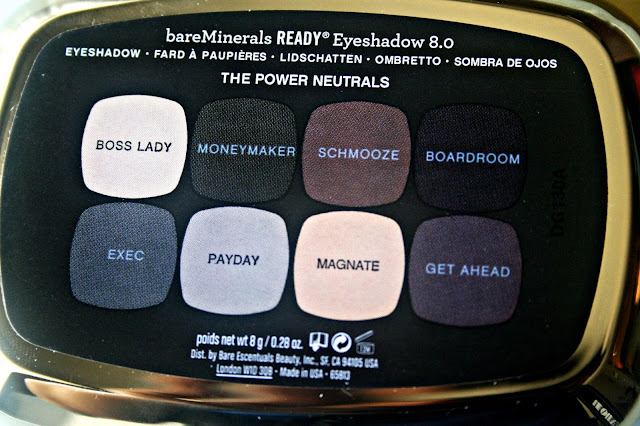 bareMinerals READY® Eyeshadow 8.0
EYESHADOW • FARD À PAUPIÈRES • LIDSCHATTEN • OMBRETTO • SOMBRA DE OJOS
THE POWER NEUTRALS
BOSS LADY MONEYMAKER SCHMOOZE BOARDROOM
EXEC PAYDAY MAGNATE GET AHEAD
DG130A
poids net wt 8 g / 0.28 oz.
Dist. by Bare Escentuals Beauty, Inc., SF, CA 94105 USA
London W1D 3QB • Made in USA • 65813